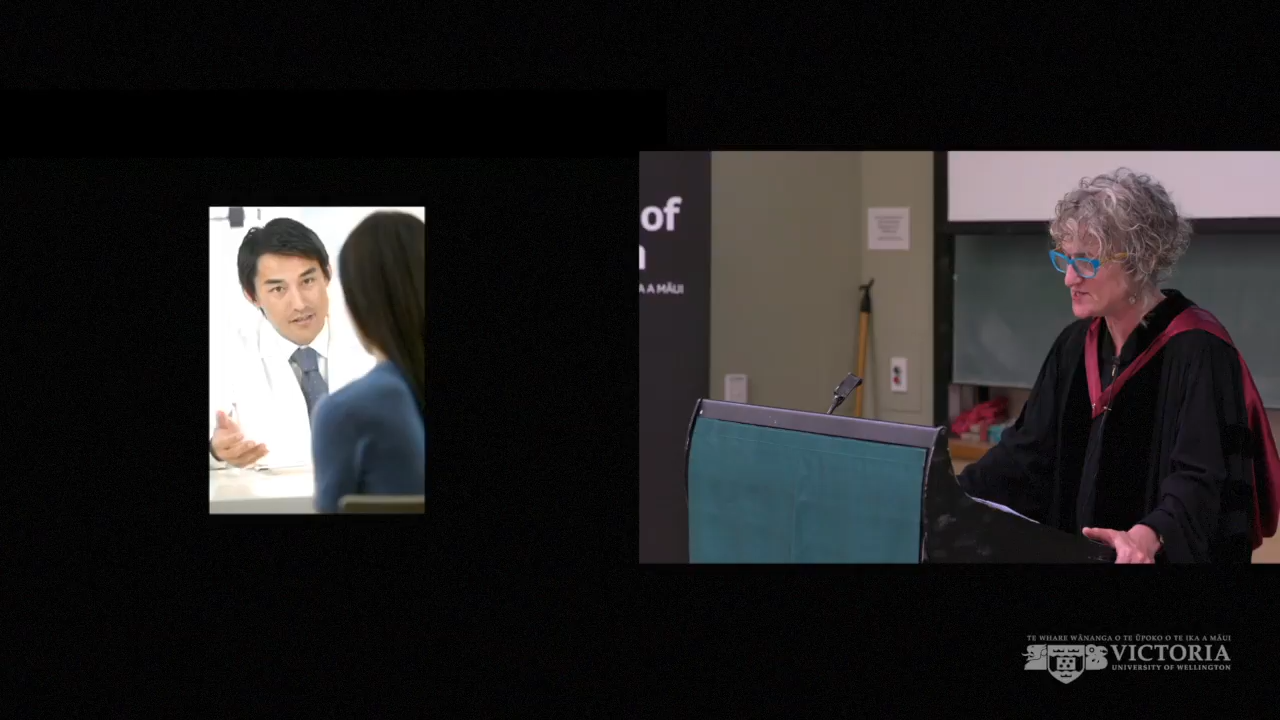 of
A A MĀUI
TE WHARE WĀNANGA O TE ŪPOKO O TE IKA A MĀUI
VICTORIA
UNIVERSITY OF WELLINGTON